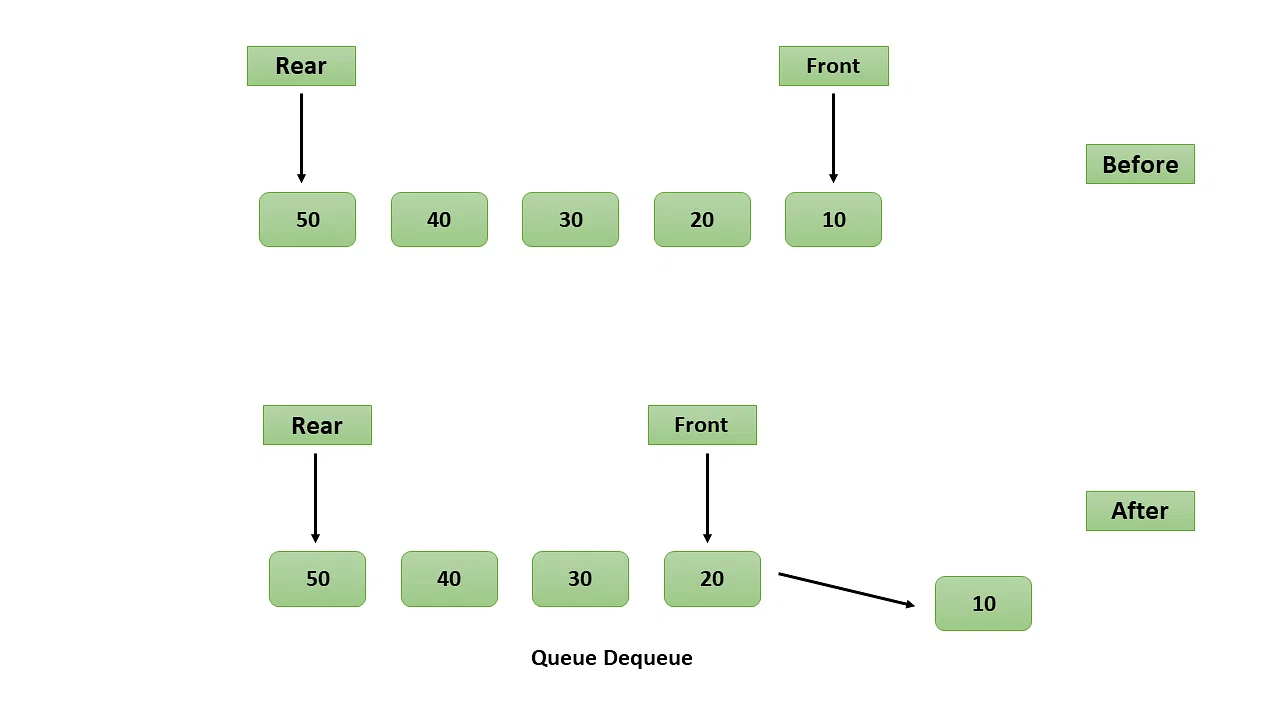 Rear Front
Before
50 40 30 20 10
Rear Front
After
50 40 30 20
10
Queue Dequeue